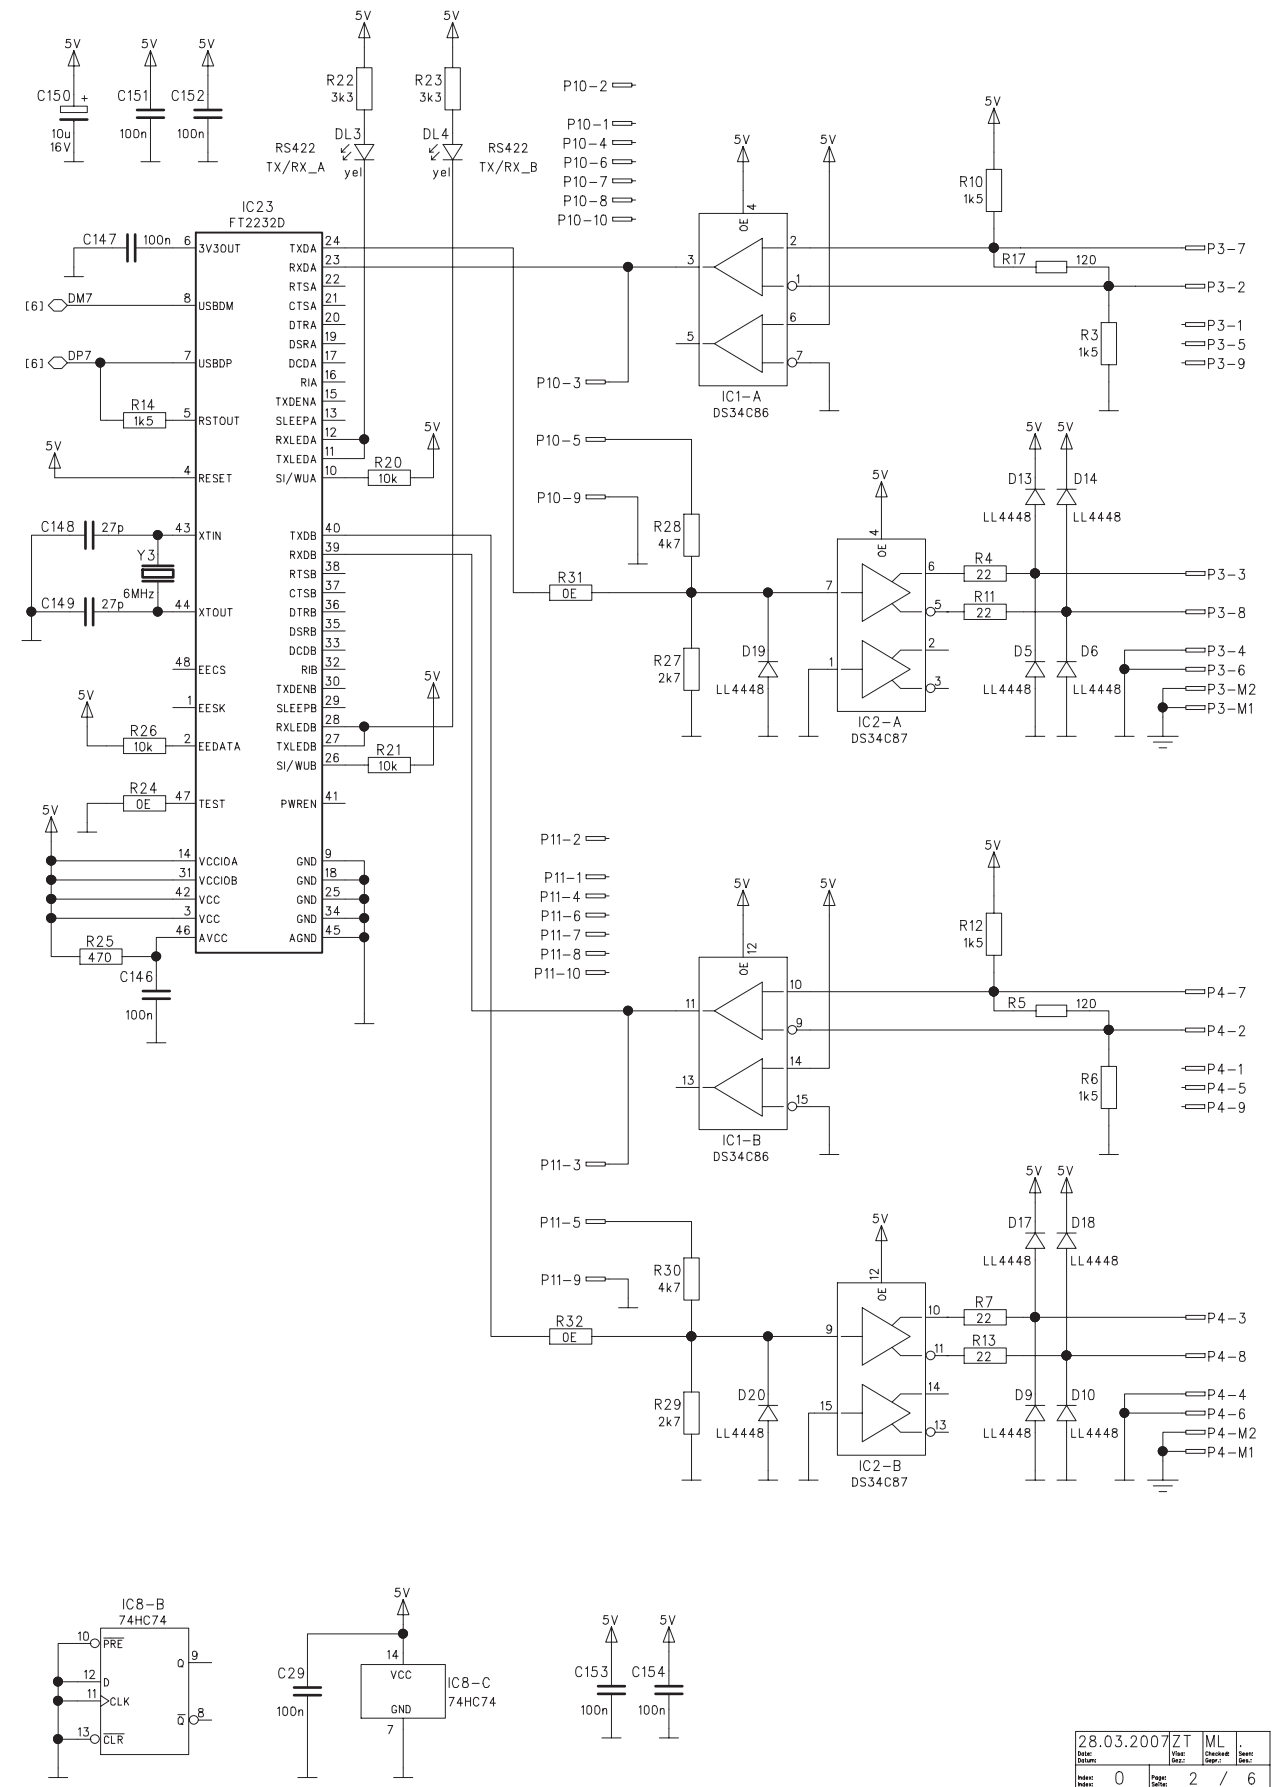 5V 5V 5V 5V 5V
C150 + C151 C152
10u 100n 100n
16V
R22 R23
3k3 3k3
DL3 DL4
RS422 RS422
TX/RX_A TX/RX_B
yel yel
P10-2
P10-1
P10-4
P10-6
P10-7
P10-8
P10-10
IC23
FT2232D
C147 100n
6 3V3OUT
[6] DM7 8 USBDM
[6] DP7 7 USBDP
R14
1k5
5 RSTOUT
5V
4 RESET
C148 27p 43 XTIN
Y3
6MHz
C149 27p 44 XTOUT
48 EECS
1 EESK
5V
R26
10k
2 EEDATA
R24
0E
47 TEST
5V
14 VCCIOA
31 VCCIOB
42 VCC
3 VCC
46 AVCC
R25
470
C146
100n
TXDA 24
RXDA 23
RTSA 22
CTSA 21
DTRA 20
DSRA 19
DCDA 17
RIA 16
TXDENA 15
SLEEPA 13
RXLEDA 12
TXLEDA 11
SI/WUA 10
R20
10k
5V
TXDB 40
RXDB 39
RTSB 38
CTSB 37
DTRB 36
DSRB 35
DCDB 33
RIB 32
TXDENB 30
SLEEPB 29
RXLEDB 28
TXLEDB 27
SI/WUB 26
R21
10k
5V
PWREN 41
GND 9
GND 18
GND 25
GND 34
AGND 45
5V 5V 5V
OE 4
3 2
1
5 6
7
IC1-A
DS34C86
R10
1k5
R17 120
R3
1k5
P3-7
P3-2
P3-1
P3-5
P3-9
P10-3
P10-5
P10-9
R28
4k7
R31
0E
R27
2k7
D19
LL4448
5V
OE 4
7 6
5
1 2
3
IC2-A
DS34C87
5V 5V
D13 D14
LL4448 LL4448
R4
22
R11
22
D5 D6
LL4448 LL4448
P3-3
P3-8
P3-4
P3-6
P3-M2
P3-M1
P11-2
P11-1
P11-4
P11-6
P11-7
P11-8
P11-10
5V 5V 5V
OE 12
11 10
9
13 14
15
IC1-B
DS34C86
R12
1k5
R5 120
R6
1k5
P4-7
P4-2
P4-1
P4-5
P4-9
P11-3
P11-5
P11-9
R30
4k7
R32
0E
R29
2k7
D20
LL4448
5V
OE 12
9 10
11
15 14
13
IC2-B
DS34C87
5V 5V
D17 D18
LL4448 LL4448
R7
22
R13
22
D9 D10
LL4448 LL4448
P4-3
P4-8
P4-4
P4-6
P4-M2
P4-M1
IC8-B
74HC74
10 PRE
12 D
11 CLK
13 CLR
Q 9
Q 8
5V
C29
100n
14
VCC
GND
7
IC8-C
74HC74
5V 5V
C153 C154
100n 100n
28.03.2007 ZT ML .
Date: Visa: Checked: Seen:
Datum: Gez.: Gepr.: Ges.:
Index: 0 Page: 2 / 6
Index: Seite: